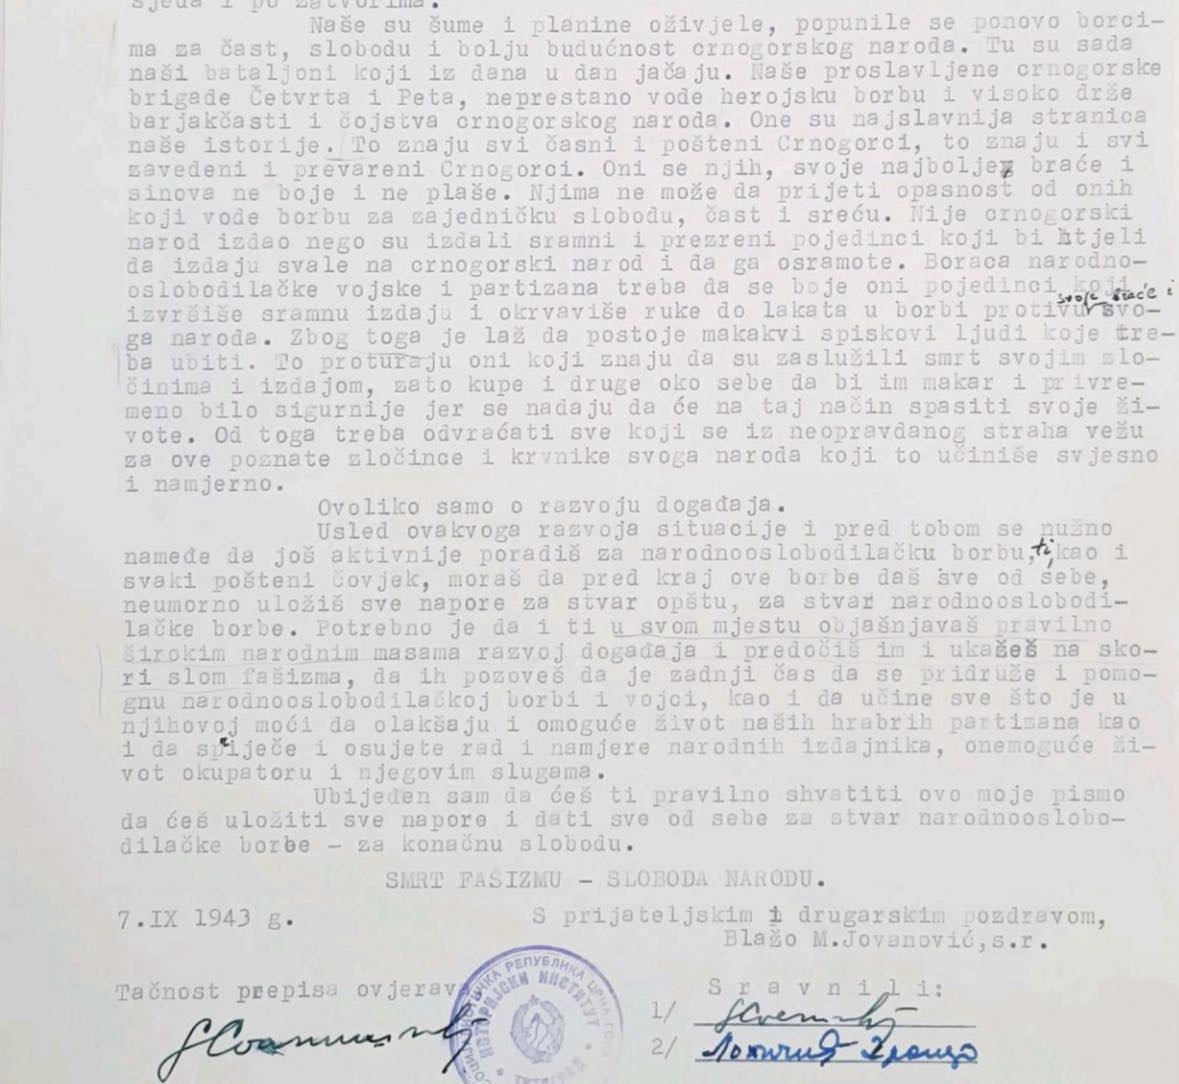 sjeda i po zatvorima.
Naše su šume i planine oživjele, popunile se ponovo borci-
ma za čast, slobodu i bolju budućnost crnogorskog naroda. Tu su sada
naši bataljoni koji iz dana u dan jačaju. Naše proslavljene crnogorske
brigade Četvrta i Peta, neprestano vode herojsku borbu i visoko drže
barjakčasti i čojstva crnogorskog naroda. One su najslavnija stranica
naše istorije. To znaju svi časni i pošteni Crnogorci, to znaju i svi
zavedeni i prevareni Crnogorci. Oni se njih, svoje najbolje braće i
sinova ne boje i ne plaše. Njima ne može da prijeti opasnost od onih
koji vode borbu za zajedničku slobodu, čast i sreću. Nije crnogorski
narod izdao nego su izdali sramni i prezreni pojedinci koji bi htjeli
da izdaju svale na crnogorski narod i da ga osramote. Boraca narodno-
oslobodilačke vojske i partizana treba da se boje oni pojedinci koji
izvršiše sramnu izdaju i okrvaviše ruke do lakata u borbi protivu svoje braće i svo-
ga naroda. Zbog toga je laž da postoje makakvi spiskovi ljudi koje tre-
ba ubiti. To proturaju oni koji znaju da su zaslužili smrt svojim zlo-
činima i izdajom, zato kupe i druge oko sebe da bi im makar i privre-
meno bilo sigurnije jer se nadaju da će na taj način spasiti svoje ži-
vote. Od toga treba odvraćati sve koji se iz neopravdanog straha vežu
za ove poznate zločince i krvnike svoga naroda koji to učiniše svjesno
i namjerno.
Ovoliko samo o razvoju događaja.
Usled ovakvoga razvoja situacije i pred tobom se nužno
nameđe da još aktivnije poradiš za narodnooslobodilačku borbu, ti, kao i
svaki pošteni čovjek, moraš da pred kraj ove borbe daš sve od sebe,
neumorno uložiš sve napore za stvar opštu, za stvar narodnooslobodi-
lačke borbe. Potrebno je da i ti u svom mjestu objašnjavaš pravilno
širokim narodnim masama razvoj događaja i predočiš im i ukašeš na sko-
ri slom fašizma, da ih pozoveš da je zadnji čas da se pridruže i pomo-
gnu narodnooslobodilačkoj borbi i vojci, kao i da učine sve što je u
njihovoj moći da olakšaju i omoguće život naših hrabrih partizana kao
i da spriječe i osujete rad i namjere narodnih izdajnika, onemoguće ži-
vot okupatoru i njegovim slugama.
Ubijeđen sam da ćeš ti pravilno shvatiti ovo moje pismo
da ćeš uložiti sve napore i dati sve od sebe za stvar narodnooslobo-
dilačke borbe - za konačnu slobodu.
SMRT FAŠIZMU - SLOBODA NARODU.
7.IX 1943 g.
S prijateljskim i drugarskim pozdravom,
Blažo M.Jovanović,s.r.
Tačnost prepisa ovjerava
РЕПУБЛИКА ЦРНА ГОРА
ИСТОРИЈСКИ ИНСТИТУТ
S r a v n i l i:
1/
2/